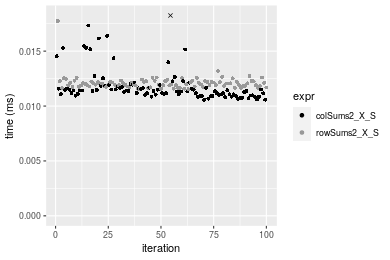 0.015
0.010
0.005
0.000
time (ms)
0
25
50
75
100
iteration
expr
colSums2_X_S
rowSums2_X_S